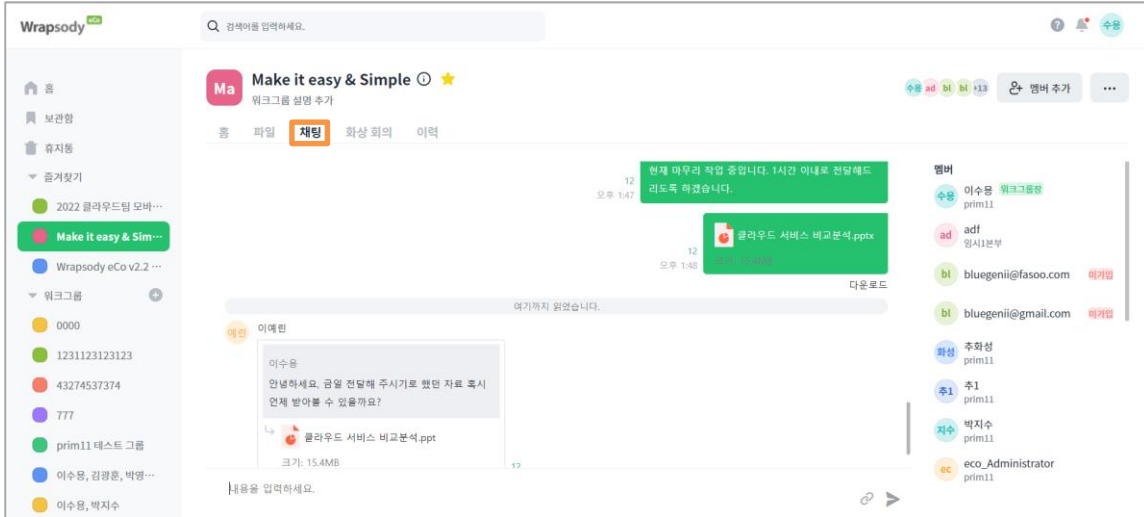 Wrapsody eCo
검색어를 입력하세요.
수용
홈
보관함
휴지통
즐겨찾기
2022 클라우드팀 모바…
Make it easy & Sim…
Wrapsody eCo v2.2 …
워크그룹
0000
1231123123123
43274537374
777
prim11 테스트 그룹
이수용, 김광훈, 박영…
이수용, 박지수
Ma
Make it easy & Simple
워크그룹 설명 추가
수용 ad bl bl +13
멤버 추가
홈 파일 채팅 화상 회의 이력
현재 마무리 작업 중입니다. 1시간 이내로 전달해드
리도록 하겠습니다.
12
오후 1:47
클라우드 서비스 비교분석.pptx
크기: 15.4MB
12
오후 1:48
다운로드
여기까지 읽었습니다.
예린
이예린
이수용
안녕하세요, 금일 전달해 주시기로 했던 자료 혹시
언제 받아볼 수 있을까요?
클라우드 서비스 비교분석.ppt
크기: 15.4MB
12
내용을 입력하세요.
멤버
수용
이수용 워크그룹장
prim11
ad
adf
임시1본부
bl
bluegenii@fasoo.com 미가입
bl
bluegenii@gmail.com 미가입
화성
추화성
prim11
추1
추1
prim11
지수
박지수
prim11
ec
eco_Administrator
prim11